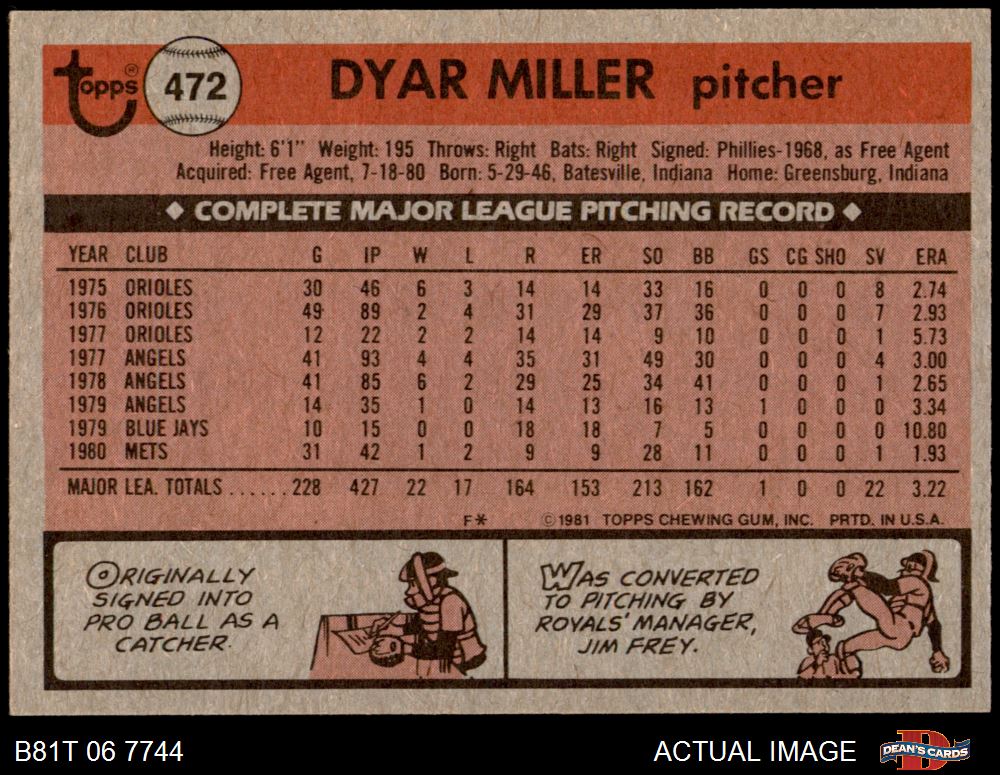 Topps® 472 DYAR MILLER pitcher
Height: 6'1" Weight: 195 Throws: Right Bats: Right Signed: Phillies-1968, as Free Agent
Acquired: Free Agent, 7-18-80 Born: 5-29-46, Batesville, Indiana Home: Greensburg, Indiana
◆ COMPLETE MAJOR LEAGUE PITCHING RECORD ◆
YEAR CLUB G IP W L R ER SO BB GS CG SHO SV ERA
1975 ORIOLES 30 46 6 3 14 14 33 16 0 0 0 8 2.74
1976 ORIOLES 49 89 2 4 31 29 37 36 0 0 0 7 2.93
1977 ORIOLES 12 22 2 2 14 14 9 10 0 0 0 1 5.73
1977 ANGELS 41 93 4 4 35 31 49 30 0 0 0 4 3.00
1978 ANGELS 41 85 6 2 29 25 34 41 0 0 0 1 2.65
1979 ANGELS 14 35 1 0 14 13 16 13 1 0 0 0 3.34
1979 BLUE JAYS 10 15 0 0 18 18 7 5 0 0 0 0 10.80
1980 METS 31 42 1 2 9 9 28 11 0 0 0 1 1.93
MAJOR LEA. TOTALS ...... 228 427 22 17 164 153 213 162 1 0 0 22 3.22
F* ©1981 TOPPS CHEWING GUM, INC. PRTD. IN U.S.A.
ORIGINALLY
SIGNED INTO
PRO BALL AS A
CATCHER.
WAS CONVERTED
TO PITCHING BY
ROYALS' MANAGER,
JIM FREY.
B81T 06 7744 ACTUAL IMAGE DEAN'S CARDS